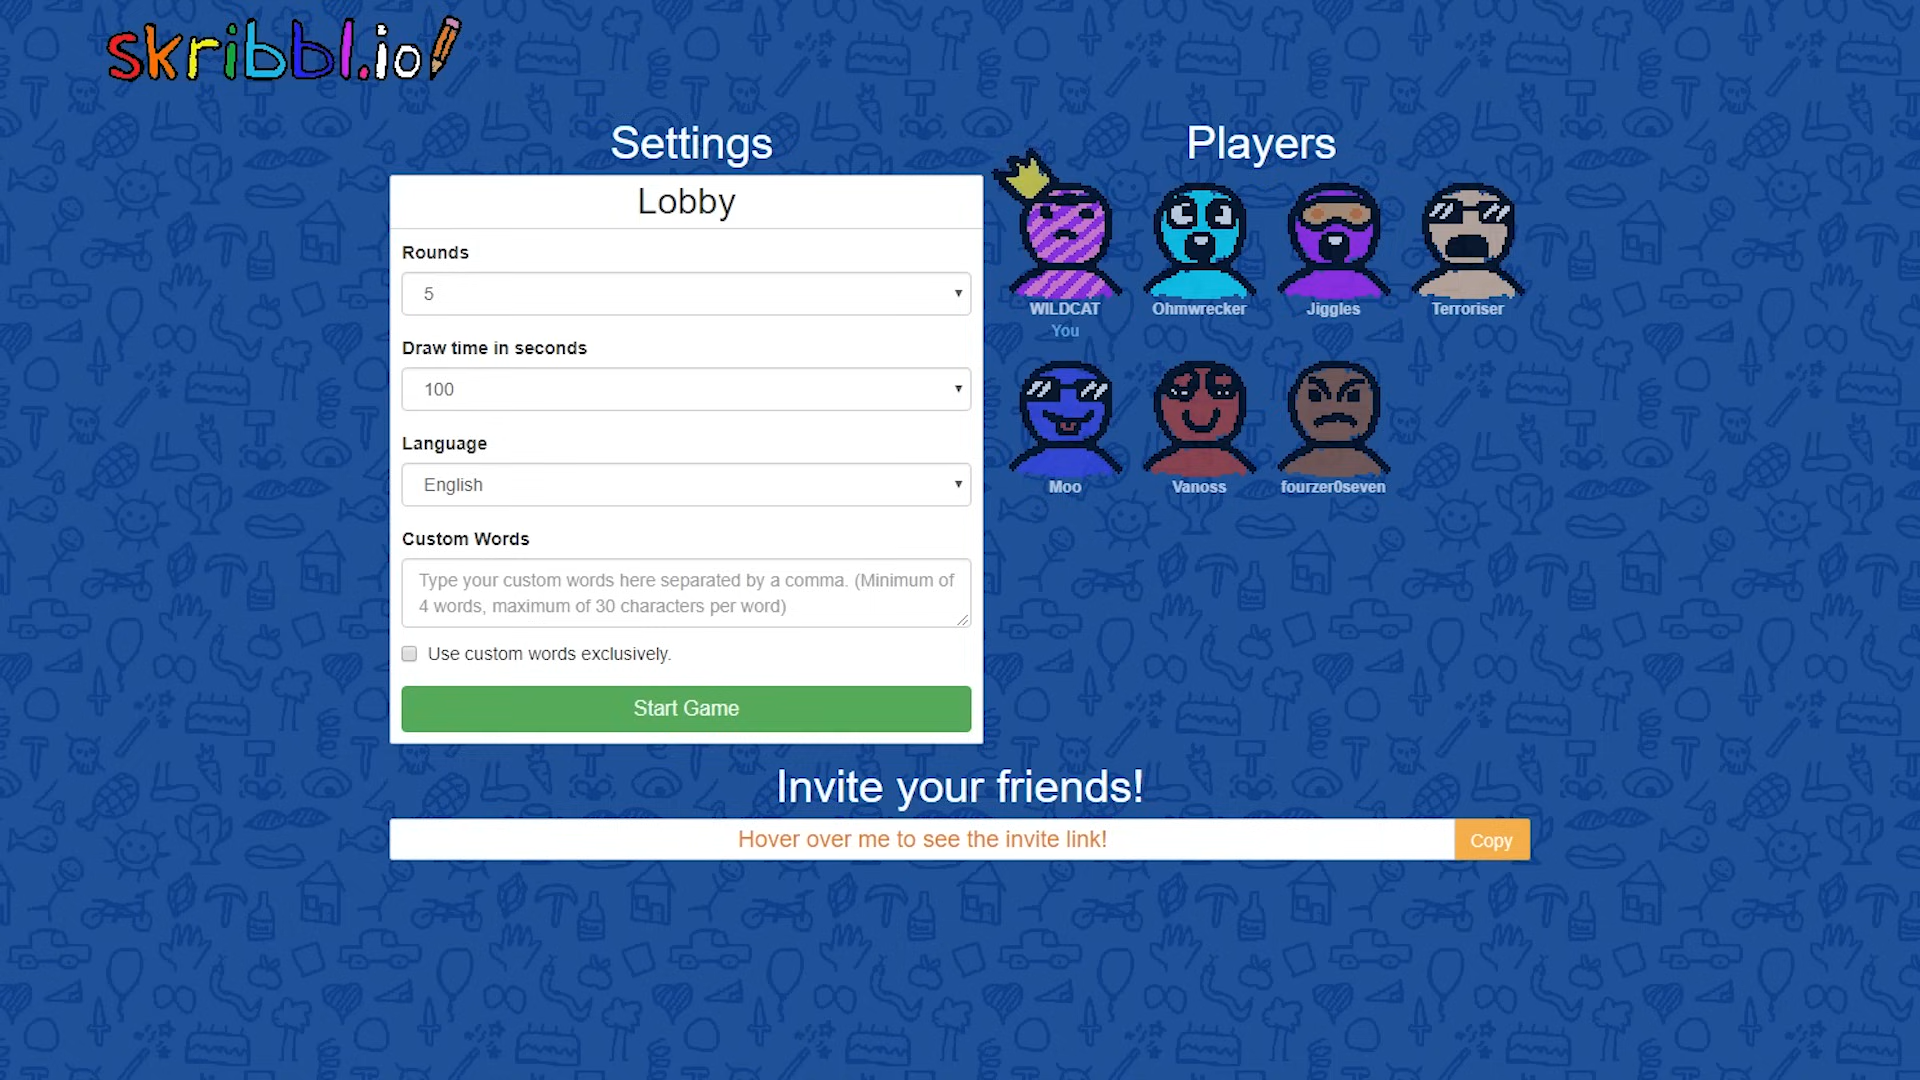 skribbl.io
Settings
Players
Lobby
Rounds
5
Draw time in seconds
100
Language
English
Custom Words
Type your custom words here separated by a comma. (Minimum of
4 words, maximum of 30 characters per word)
Use custom words exclusively.
Start Game
WILDCAT
You
Ohmwrecker
Jiggles
Terroriser
Moo
Vanoss
fourzer0seven
Invite your friends!
Hover over me to see the invite link!
Copy